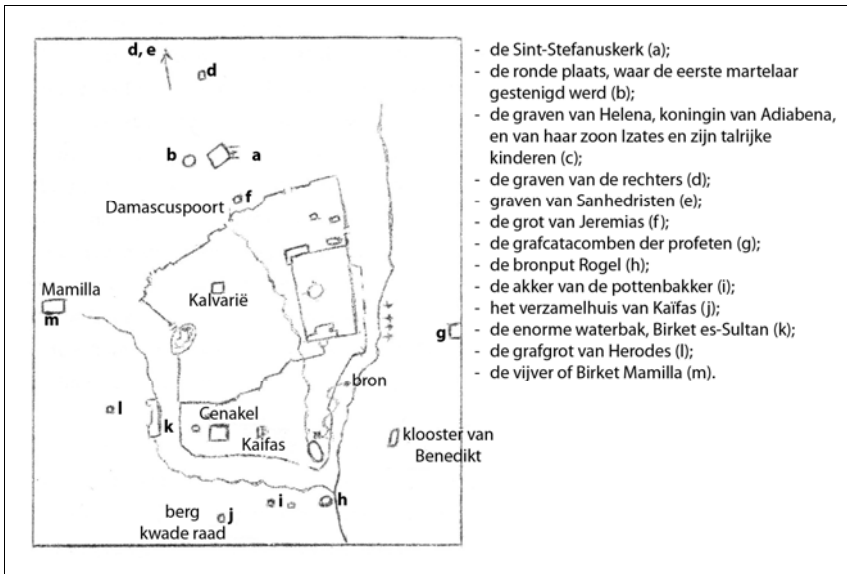 d, e
d
b
a
f
Damascuspoort
Mamilla
m
Kalvarië
g
bron
l
k
Cenakel
Kaïfas
klooster van
Benedikt
i
h
berg
j
kwade raad
- de Sint-Stefanuskerk (a);
- de ronde plaats, waar de eerste martelaar
gestenigd werd (b);
- de graven van Helena, koningin van Adiabena,
en van haar zoon Izates en zijn talrijke
kinderen (c);
- de graven van de rechters (d);
- graven van Sanhedristen (e);
- de grot van Jeremias (f);
- de grafcatacomben der profeten (g);
- de bronput Rogel (h);
- de akker van de pottenbakker (i);
- het verzamelhuis van Kaïfas (j);
- de enorme waterbak, Birket es-Sultan (k);
- de grafgrot van Herodes (l);
- de vijver of Birket Mamilla (m).